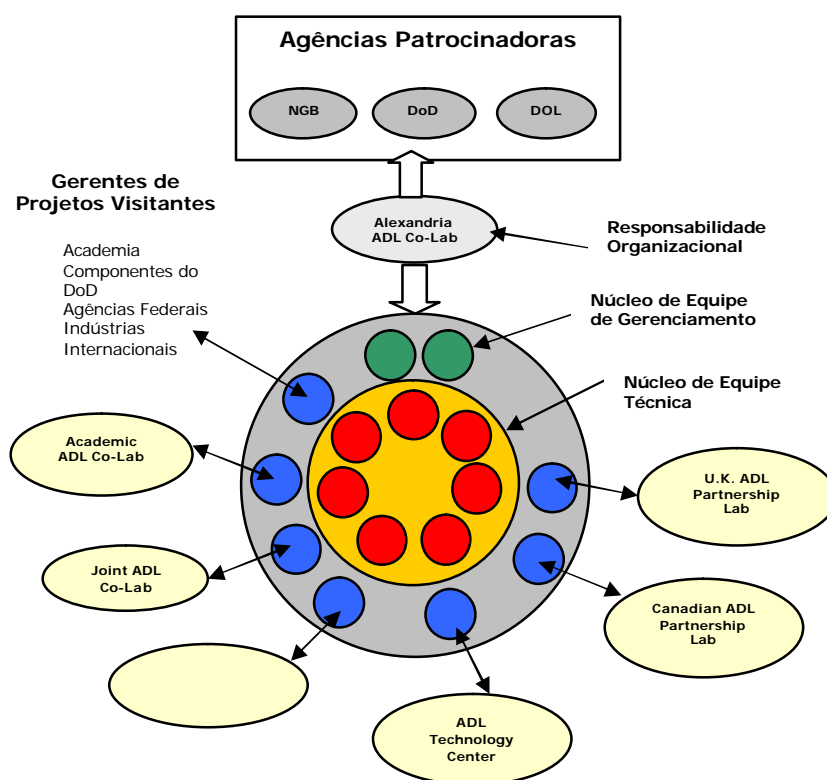 Agências Patrocinadoras
NGB
DoD
DOL
Gerentes de
Projetos Visitantes
Academia
Componentes do
DoD
Agências Federais
Indústrias
Internacionais
Alexandria
ADL Co-Lab
Responsabilidade
Organizacional
Núcleo de Equipe
de Gerenciamento
Núcleo de Equipe
Técnica
Academic
ADL Co-Lab
U.K. ADL
Partnership
Lab
Joint ADL
Co-Lab
Canadian ADL
Partnership
Lab
ADL
Technology
Center